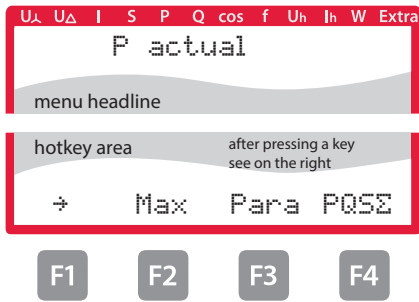 U⅄ U∆ I S P Q cos f Uh Ih W Extra
P actual
menu headline
hotkey area
after pressing a key
see on the right
→ Max Para PQSΣ
F1 F2 F3 F4